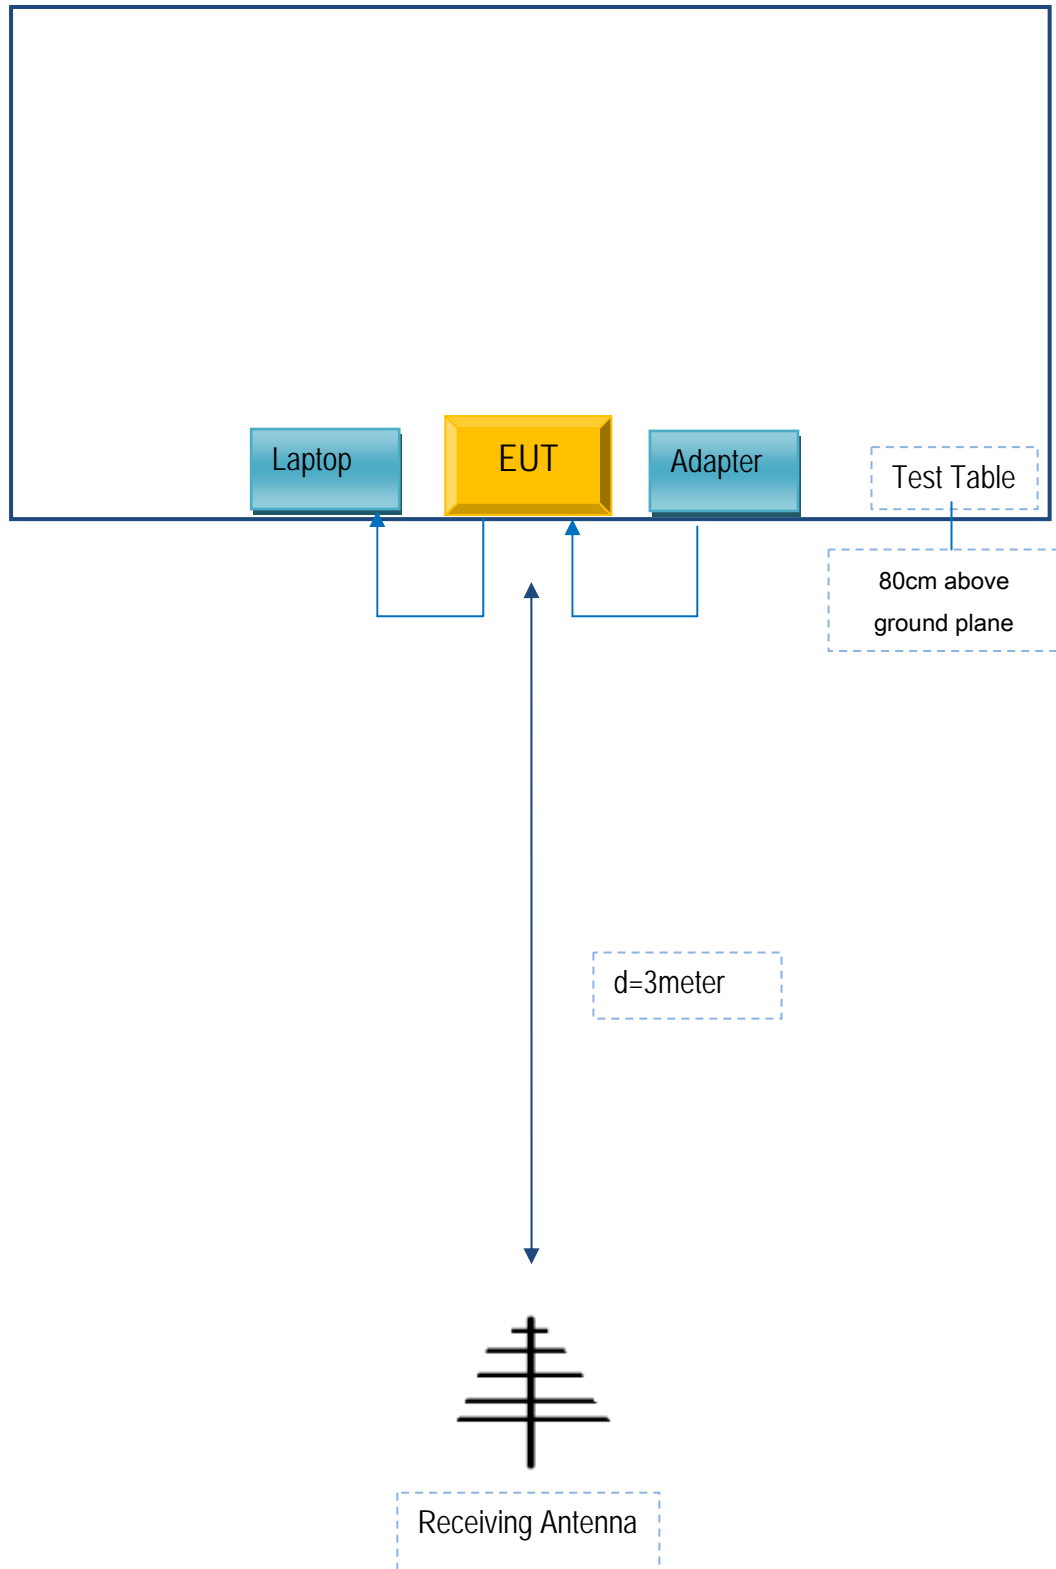 Laptop
EUT
Adapter
Test Table
80cm above
ground plane
d=3meter
Receiving Antenna